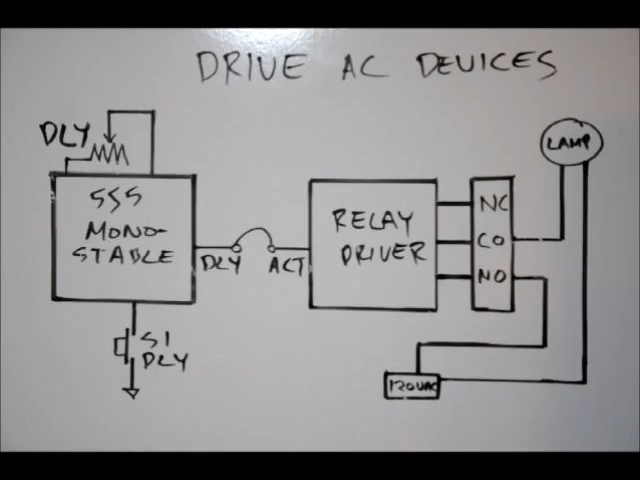 DRIVE AC DEVICES
DLY
LAMP
555
MONO-
STABLE
DLY
ACT
RELAY
DRIVER
NC
CO
NO
S1
DLY
120VAC